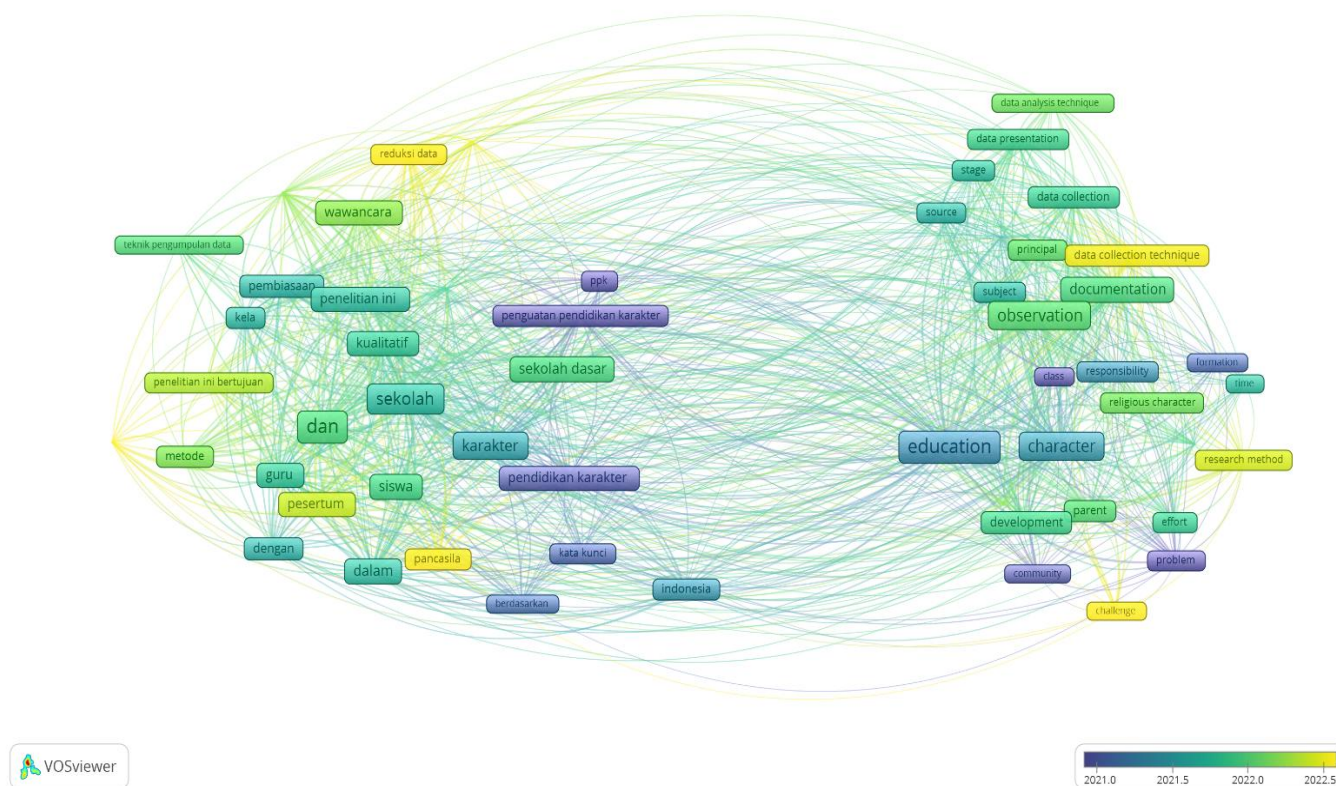 data analysis technique
data presentation
reduksi data
stage
data collection
wawancara
source
teknik pengumpulan data
principal
data collection technique
ppk
pembiasaan
documentation
subject
penelitian ini
penguatan pendidikan karakter
observation
kela
kualitatif
formation
sekolah dasar
responsibility
class
time
penelitian ini bertujuan
sekolah
religious character
dan
karakter
education
character
metode
research method
guru
pendidikan karakter
siswa
pesertum
parent
development
effort
dengan
kata kunci
pancasila
problem
dalam
community
indonesia
berdasarkan
challenge
VOSviewer
2021.0 2021.5 2022.0 2022.5